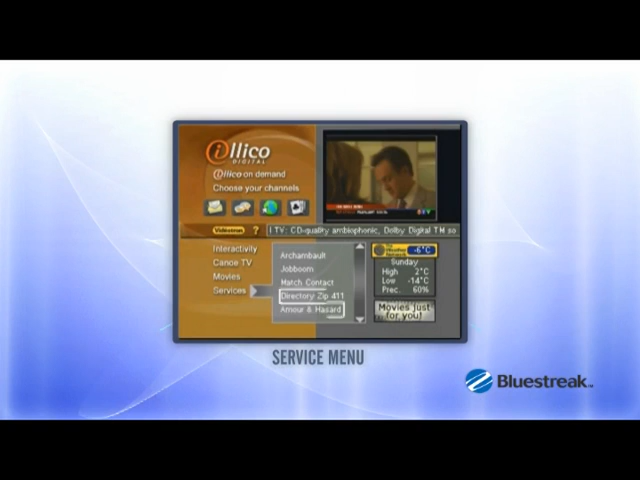 illico
DIGITAL
illico on demand
Choose your channels
Vidéotron ?
i TV: CD-quality ambiophonic, Dolby Digital TM so
Interactivity
Canoe TV
Movies
Services
Archambault
Jobboom
Match Contact
Directory Zip 411
Amour & Hasard
-6°C
Sunday
High 2°C
Low -14°C
Prec. 60%
Movies just
for you!
SERVICE MENU
Bluestreak™